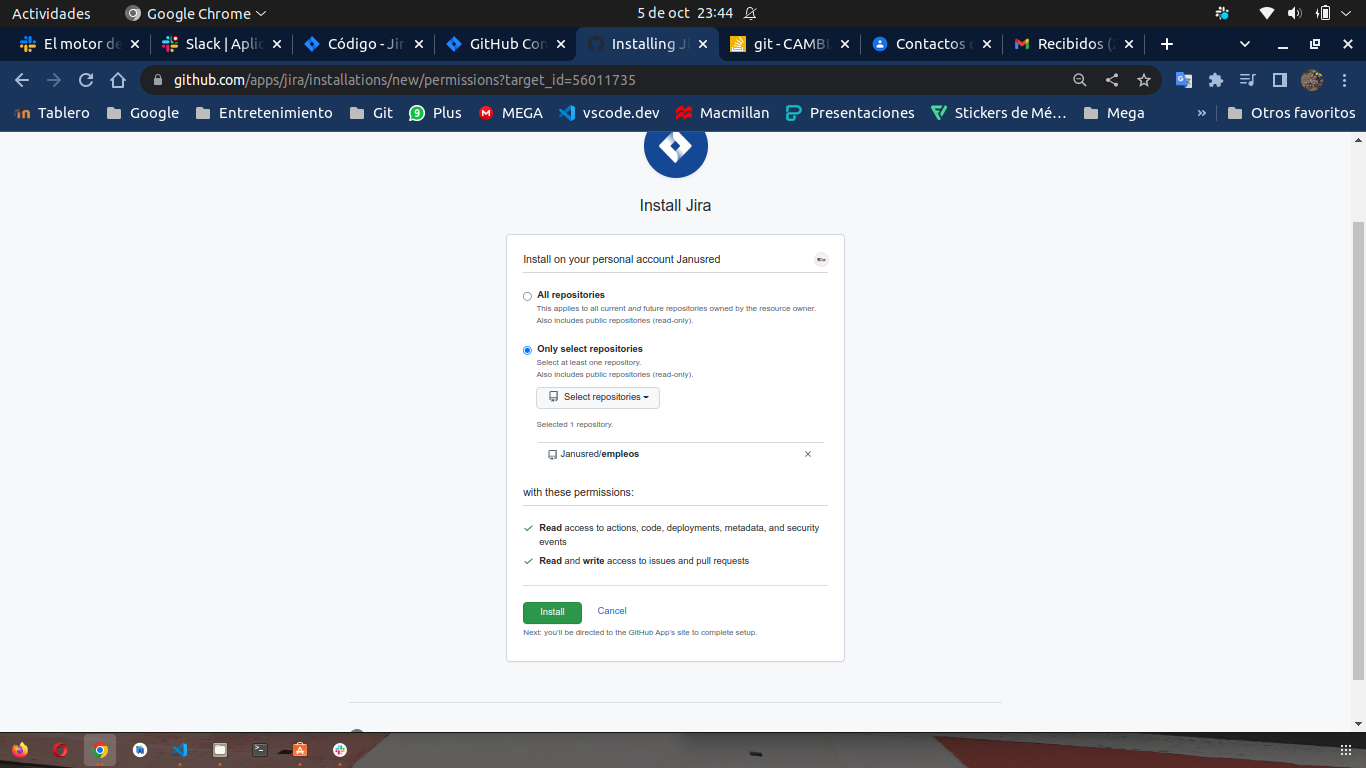 Actividades
Google Chrome
5 de oct 23:44
El motor de
Slack | Aplic
Código - Jir
GitHub Con
Installing Ji
git - CAMBI
Contactos
Recibidos (
github.com/apps/jira/installations/new/permissions?target_id=56011735
Tablero
Google
Entretenimiento
Git
Plus
MEGA
vscode.dev
Macmillan
Presentaciones
Stickers de Mé…
Mega
»
Otros favoritos
Install Jira
Install on your personal account Janusred
All repositories
This applies to all current and future repositories owned by the resource owner.
Also includes public repositories (read-only).
Only select repositories
Select at least one repository.
Also includes public repositories (read-only).
Select repositories
Selected 1 repository.
Janusred/empleos
with these permissions:
Read access to actions, code, deployments, metadata, and security
events
Read and write access to issues and pull requests
Install Cancel
Next: you'll be directed to the GitHub App's site to complete setup.